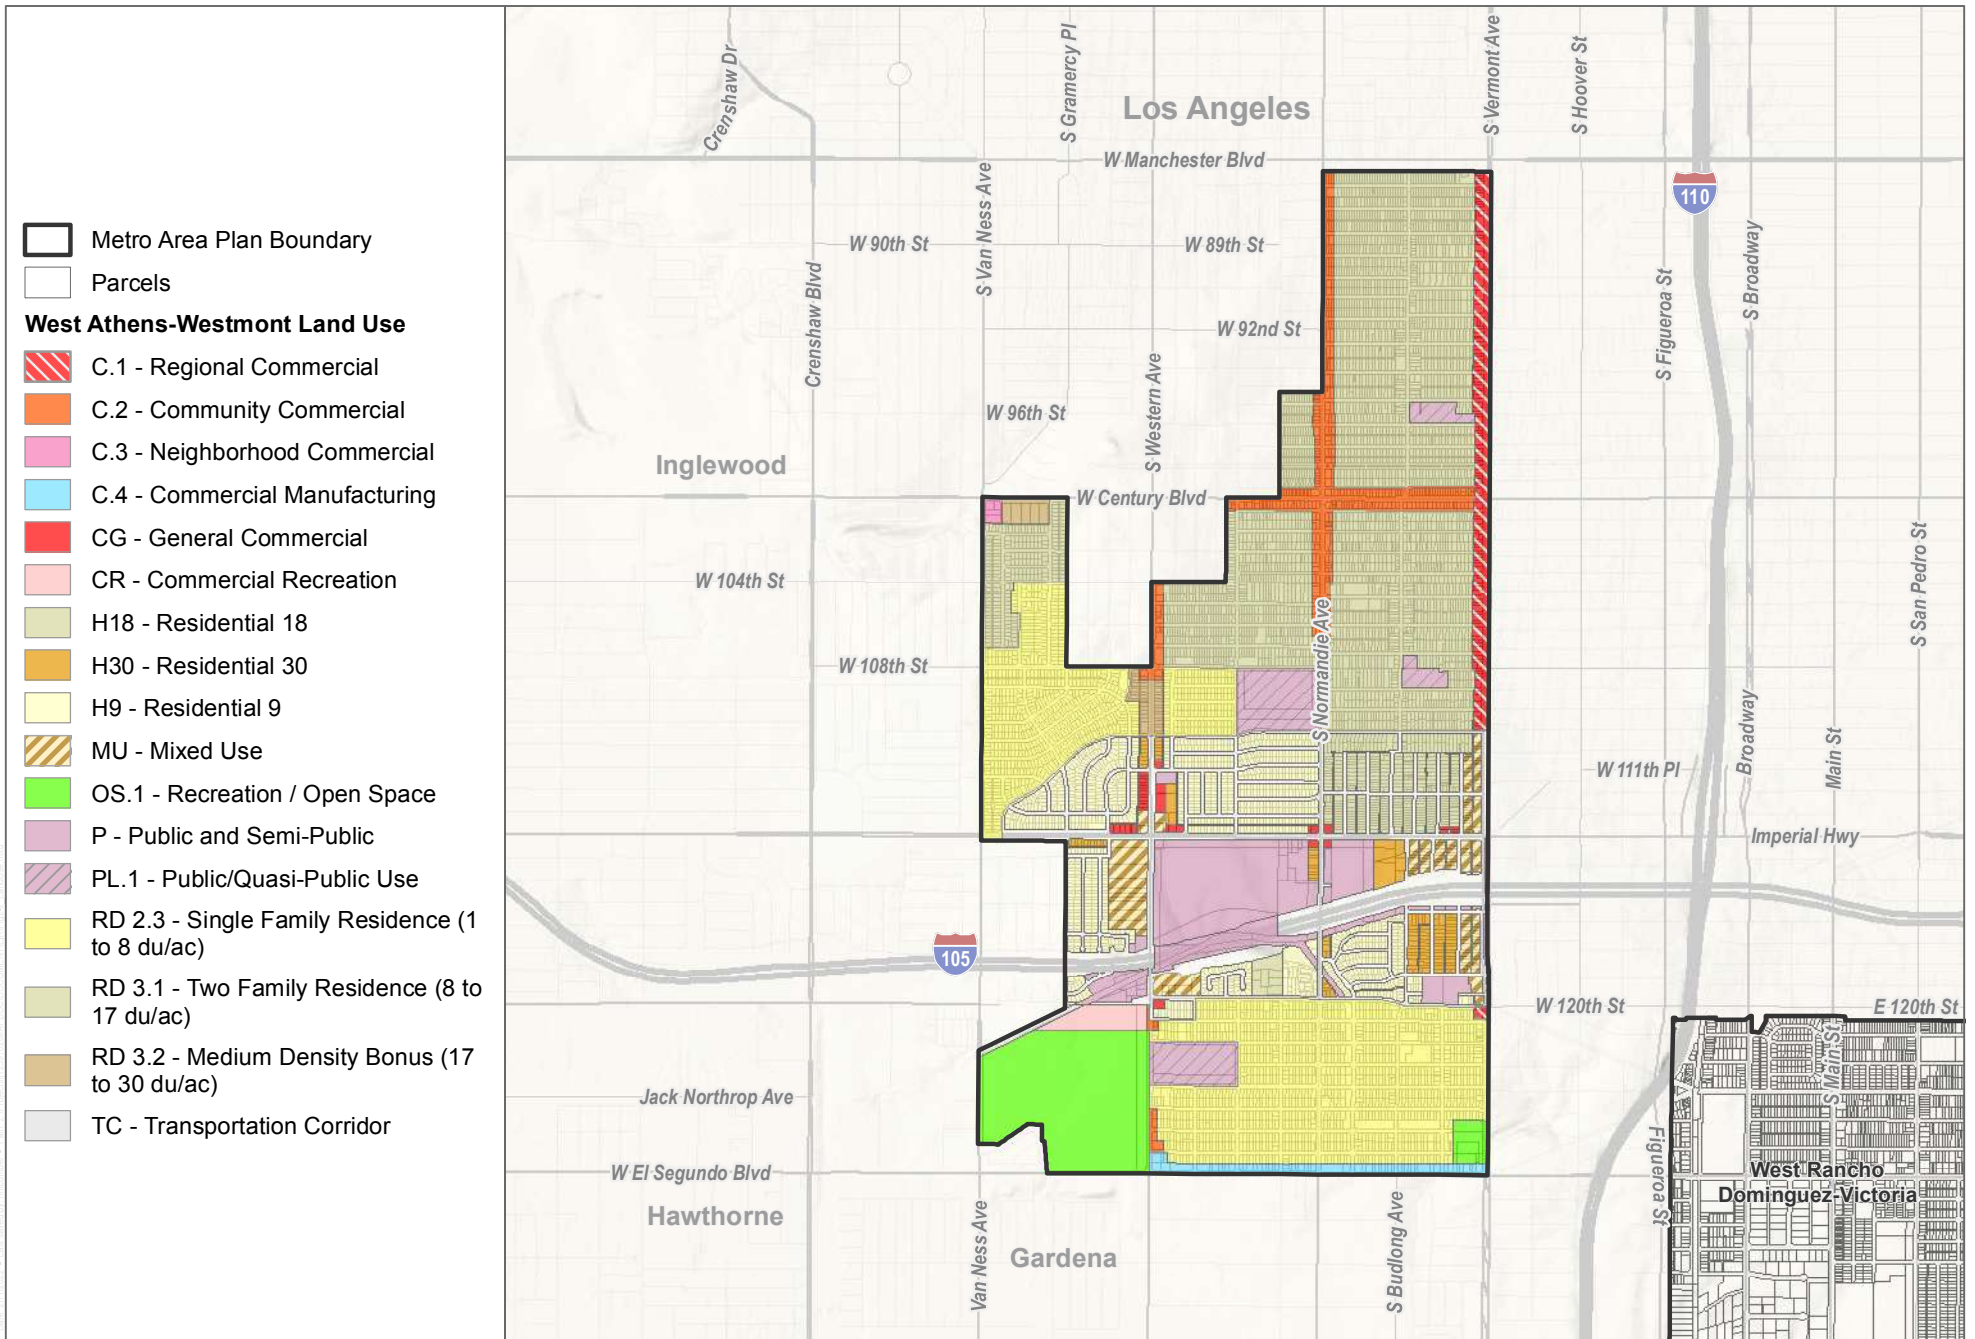 Metro Area Plan Boundary
Parcels
West Athens-Westmont Land Use
C.1 - Regional Commercial
C.2 - Community Commercial
C.3 - Neighborhood Commercial
C.4 - Commercial Manufacturing
CG - General Commercial
CR - Commercial Recreation
H18 - Residential 18
H30 - Residential 30
H9 - Residential 9
MU - Mixed Use
OS.1 - Recreation / Open Space
P - Public and Semi-Public
PL.1 - Public/Quasi-Public Use
RD 2.3 - Single Family Residence (1
to 8 du/ac)
RD 3.1 - Two Family Residence (8 to
17 du/ac)
RD 3.2 - Medium Density Bonus (17
to 30 du/ac)
TC - Transportation Corridor
Crenshaw Dr
S Gramercy Pl
Los Angeles
S Vermont Ave
S Hoover St
W Manchester Blvd
110
S Van Ness Ave
W 90th St
W 89th St
Crenshaw Blvd
S Figueroa St
S Broadway
W 92nd St
S Western Ave
W 96th St
Inglewood
W Century Blvd
W 104th St
S San Pedro St
S Normandie Ave
W 108th St
Broadway
Main St
W 111th Pl
Imperial Hwy
105
W 120th St
E 120th St
S Main St
Jack Northrop Ave
Figueroa St
W El Segundo Blvd
West Rancho
Dominguez-Victoria
Hawthorne
Van Ness Ave
Gardena
S Budlong Ave